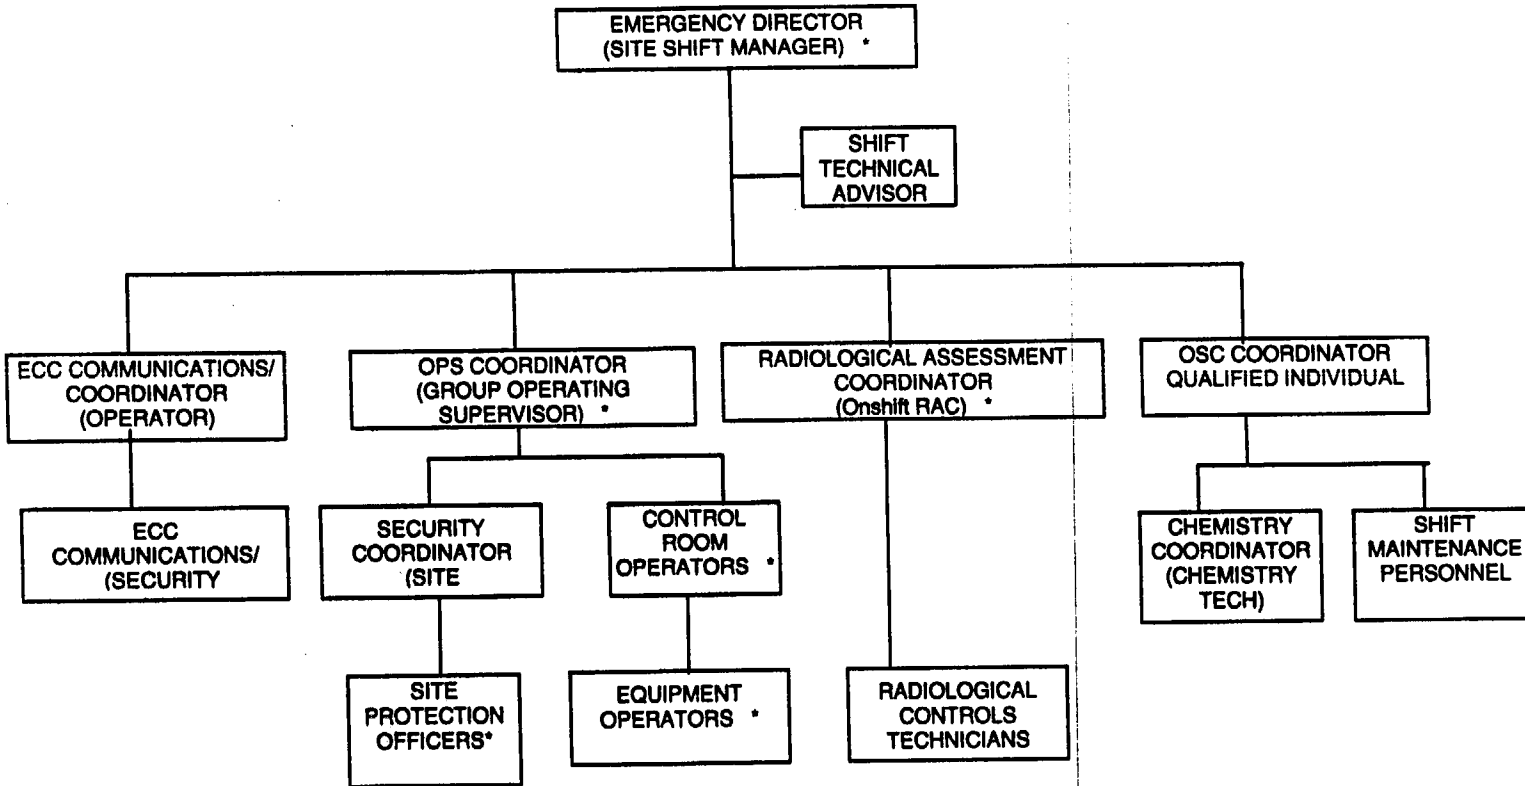 EMERGENCY DIRECTOR
(SITE SHIFT MANAGER) *
SHIFT
TECHNICAL
ADVISOR
ECC COMMUNICATIONS/
COORDINATOR
(OPERATOR)
OPS COORDINATOR
(GROUP OPERATING
SUPERVISOR) *
RADIOLOGICAL ASSESSMENT
COORDINATOR
(Onshift RAC) *
OSC COORDINATOR
QUALIFIED INDIVIDUAL
ECC
COMMUNICATIONS/
(SECURITY
SECURITY
COORDINATOR
(SITE
CONTROL
ROOM
OPERATORS *
CHEMISTRY
COORDINATOR
(CHEMISTRY
TECH)
SHIFT
MAINTENANCE
PERSONNEL
SITE
PROTECTION
OFFICERS*
EQUIPMENT
OPERATORS *
RADIOLOGICAL
CONTROLS
TECHNICIANS